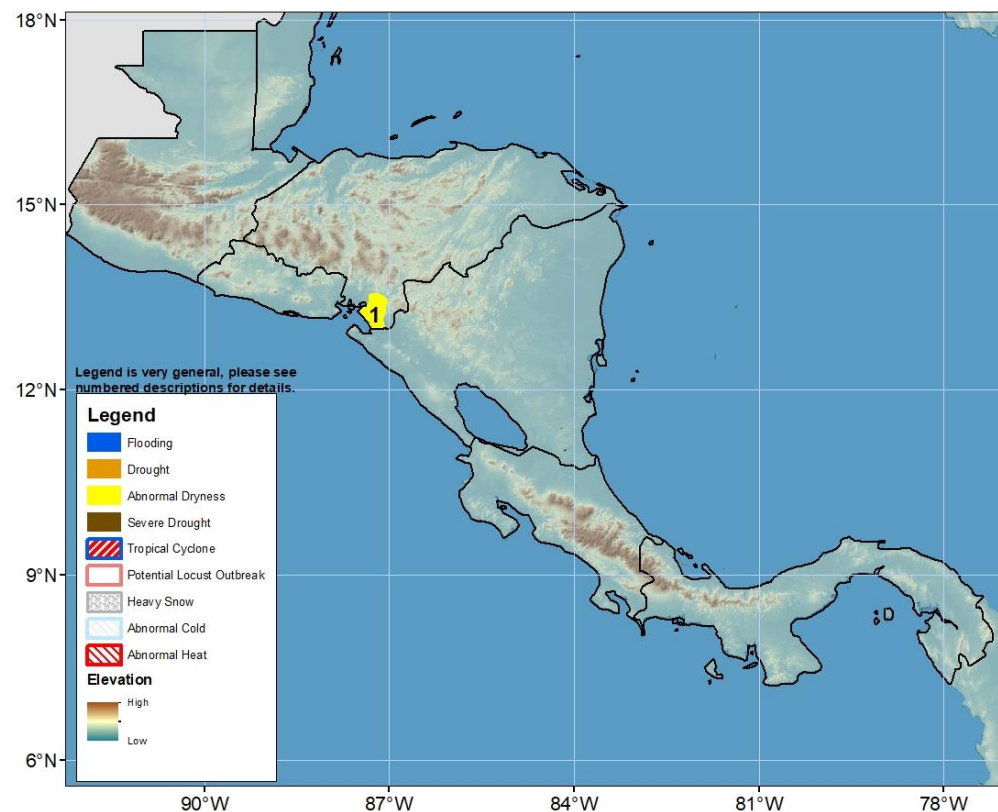 18°N
15°N
12°N
9°N
6°N
1
Legend is very general, please see
numbered descriptions for details.
Legend
Flooding
Drought
Abnormal Dryness
Severe Drought
Tropical Cyclone
Potential Locust Outbreak
Heavy Snow
Abnormal Cold
Abnormal Heat
Elevation
High
Low
90°W
87°W
84°W
81°W
78°W